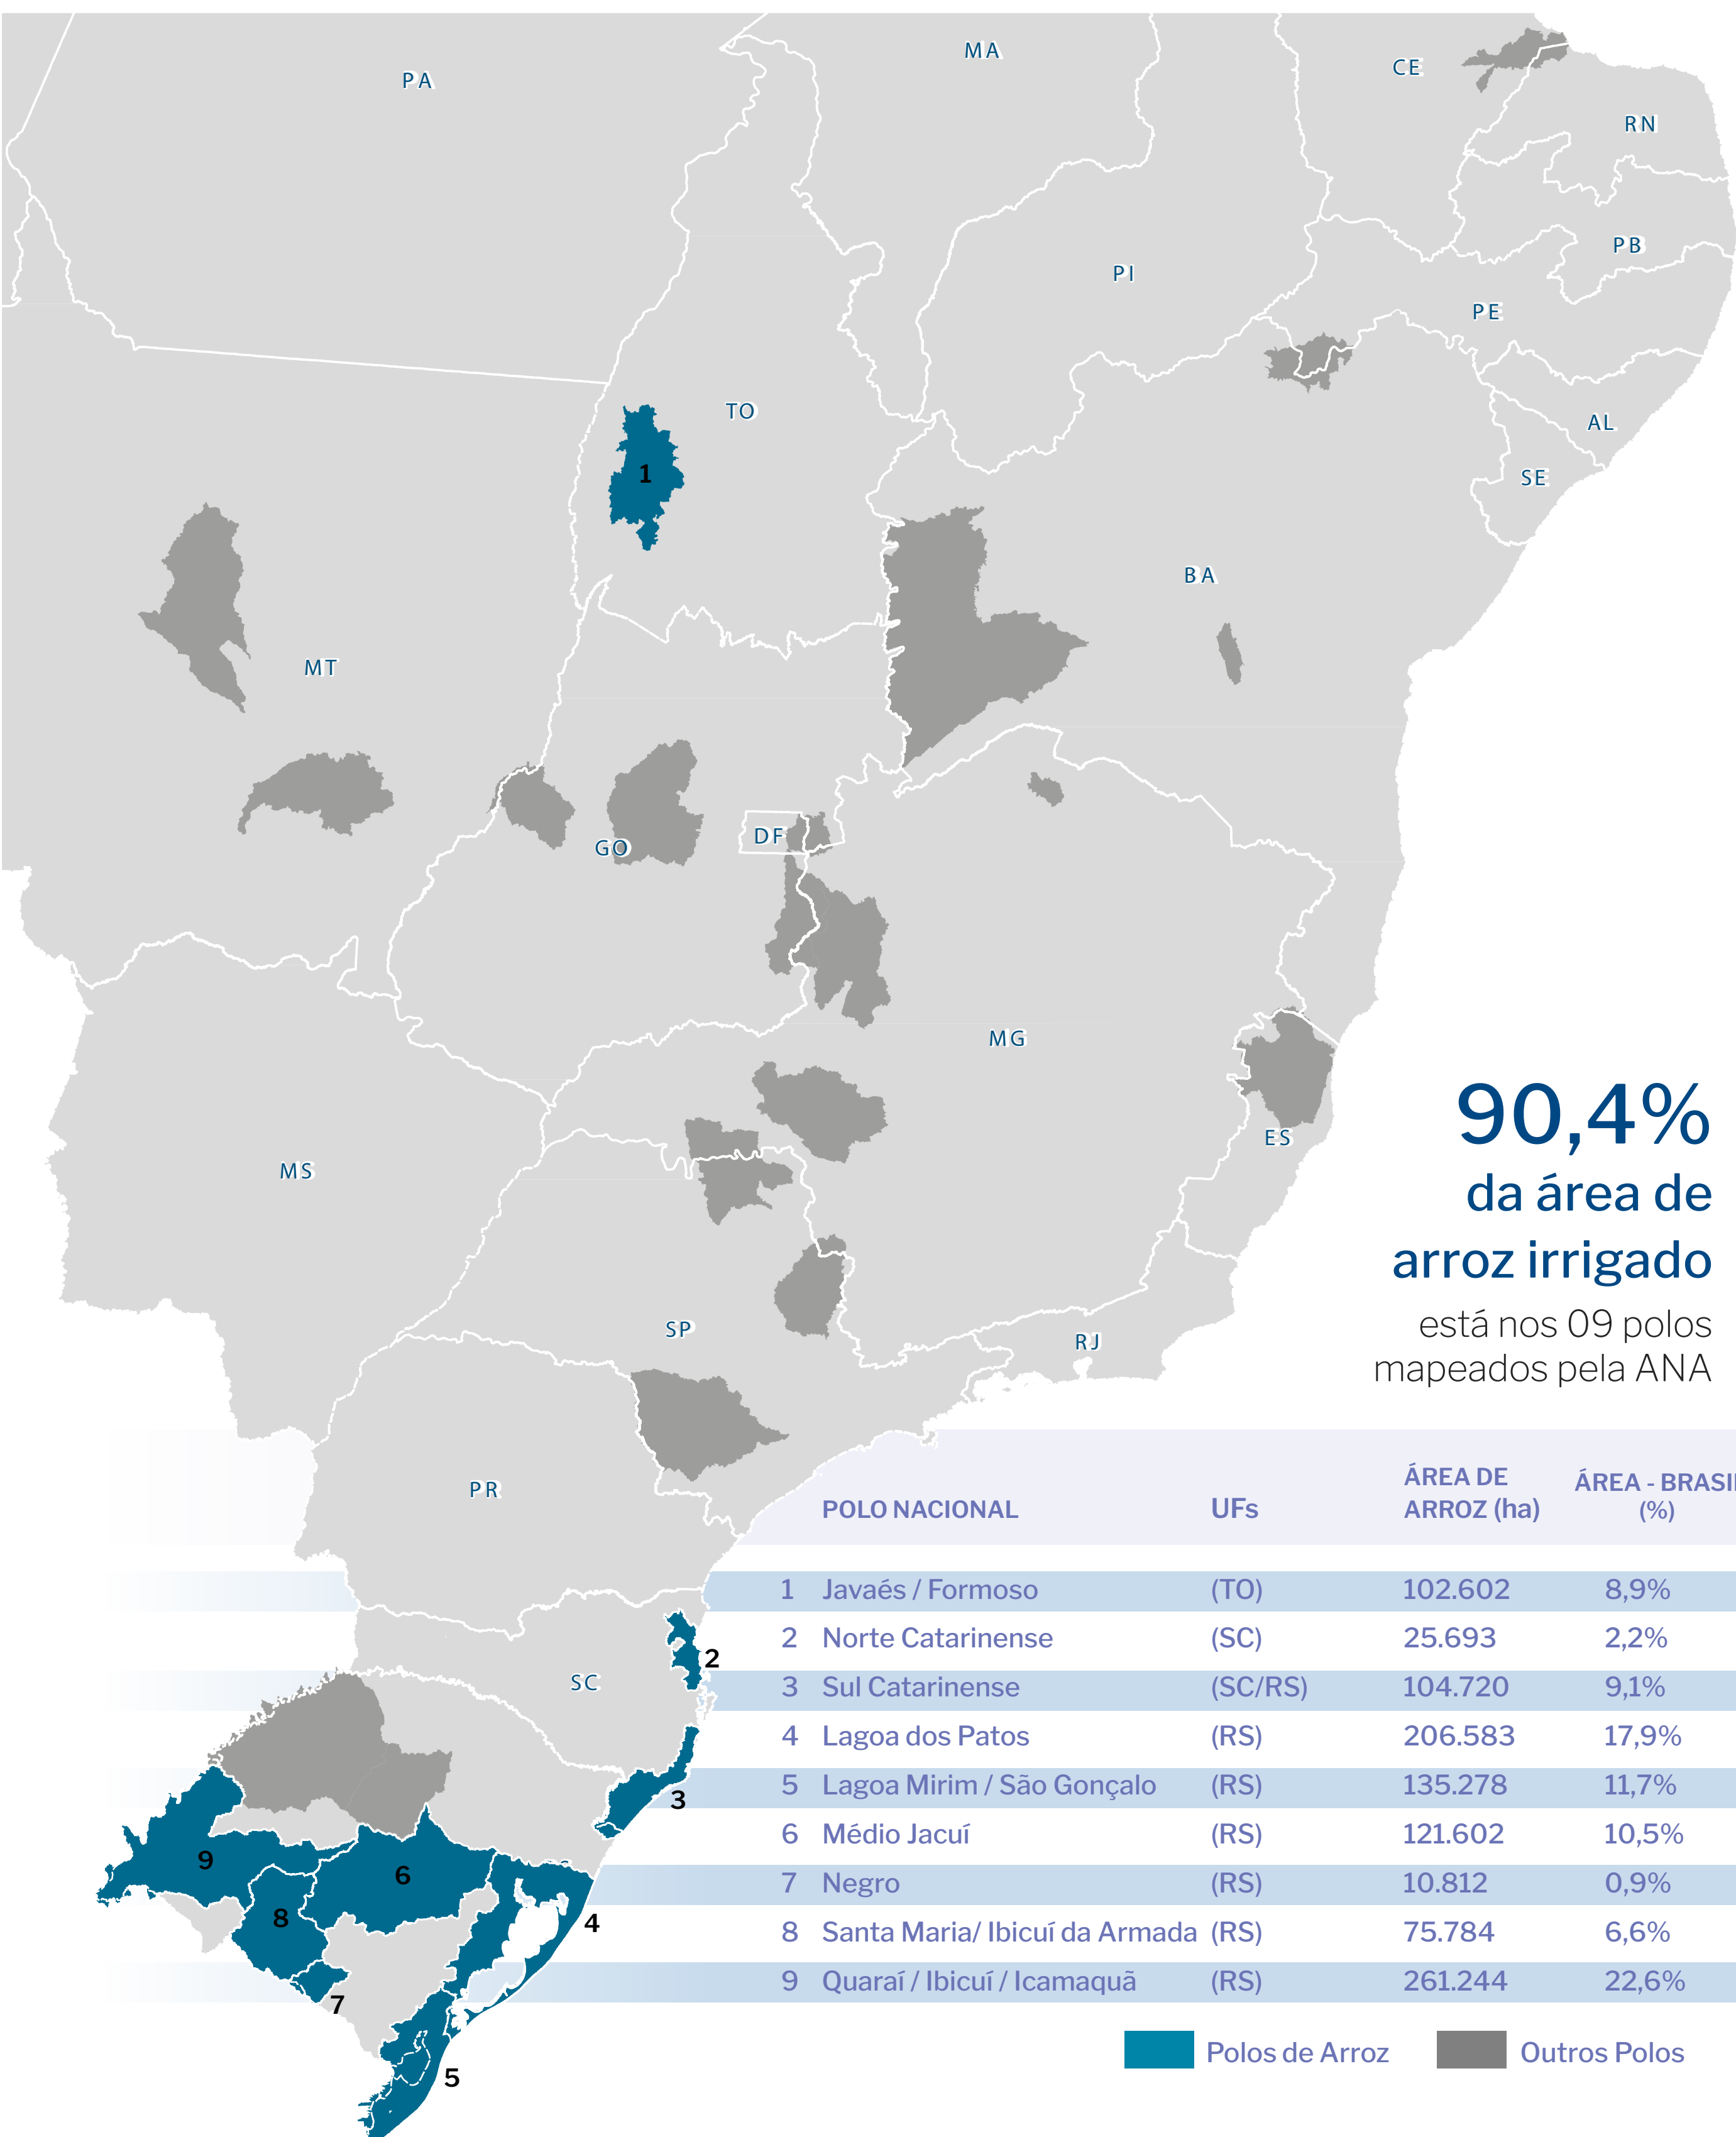 MA
PA
CE
RN
PB
PI
PE
TO
AL
SE
BA
MT
DF
GO
MG
ES
MS
SP
RJ
PR
SC
1
2
3
4
5
6
7
8
9
90,4%
da área de
arroz irrigado
está nos 09 polos
mapeados pela ANA
POLO NACIONAL UFs ÁREA DE ARROZ (ha) ÁREA - BRASI (%)
1 Javaés / Formoso (TO) 102.602 8,9%
2 Norte Catarinense (SC) 25.693 2,2%
3 Sul Catarinense (SC/RS) 104.720 9,1%
4 Lagoa dos Patos (RS) 206.583 17,9%
5 Lagoa Mirim / São Gonçalo (RS) 135.278 11,7%
6 Médio Jacuí (RS) 121.602 10,5%
7 Negro (RS) 10.812 0,9%
8 Santa Maria/ Ibicuí da Armada (RS) 75.784 6,6%
9 Quaraí / Ibicuí / Icamaquã (RS) 261.244 22,6%
Polos de Arroz Outros Polos